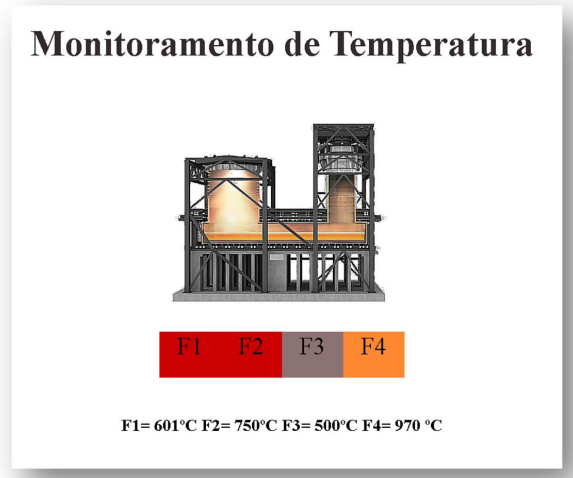 Monitoramento de Temperatura
F1 F2 F3 F4
F1= 601ºC F2= 750ºC F3= 500ºC F4= 970 ºC